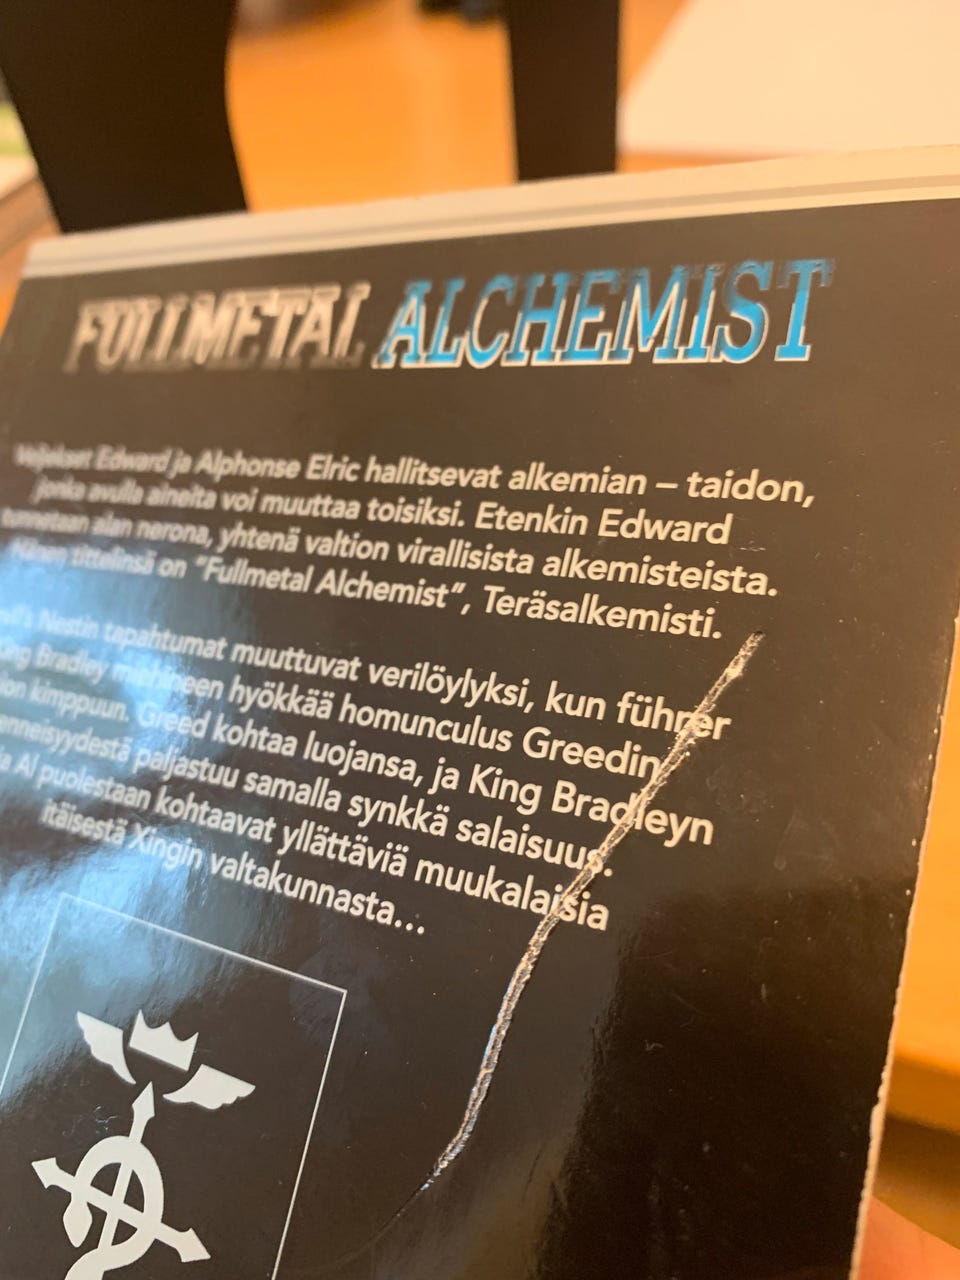 FULLMETAL ALCHEMIST
Veljekset Edward ja Alphonse Elric hallitsevat alkemian – taidon,
jonka avulla aineita voi muuttaa toisiksi. Etenkin Edward
tunnetaan alan nerona, yhtenä valtion virallisista alkemisteista.
Hänen tittelinsä on "Fullmetal Alchemist", Teräsalkemisti.
Nestin tapahtumat muuttuvat verilöylyksi, kun führer
King Bradley miehineen hyökkää homunculus Greedin
kimppuun. Greed kohtaa luojansa, ja King Bradleyn
menneisyydestä paljastuu samalla synkkä salaisuus.
ja Al puolestaan kohtaavat yllättäviä muukalaisia
itäisestä Xingin valtakunnasta...